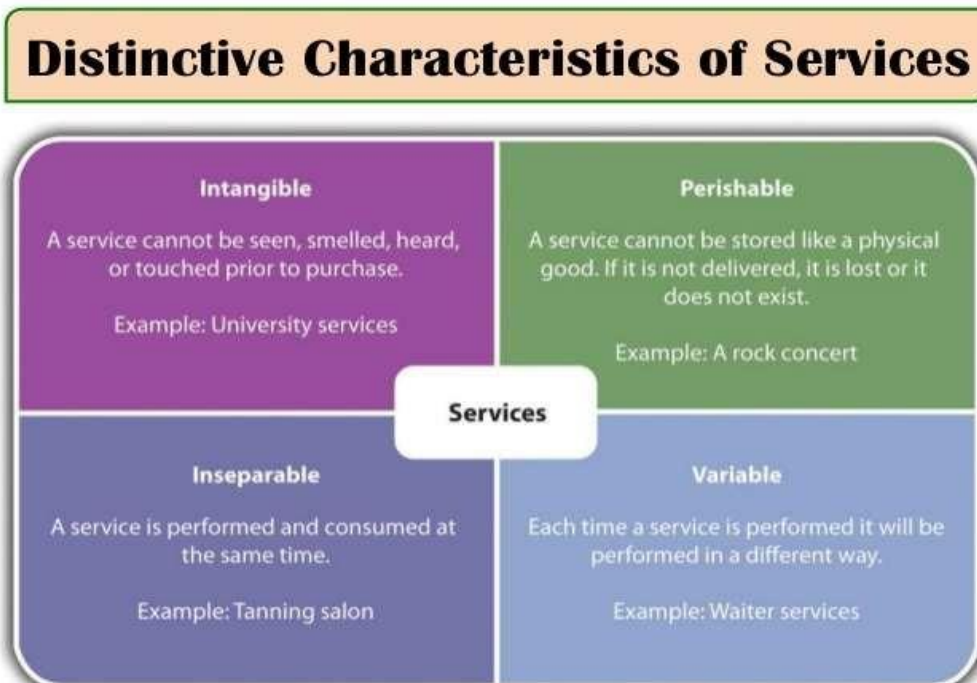 Distinctive Characteristics of Services
Intangible
A service cannot be seen, smelled, heard,
or touched prior to purchase.
Example: University services
Perishable
A service cannot be stored like a physical
good. If it is not delivered, it is lost or it
does not exist.
Example: A rock concert
Services
Inseparable
A service is performed and consumed at
the same time.
Example: Tanning salon
Variable
Each time a service is performed it will be
performed in a different way.
Example: Waiter services